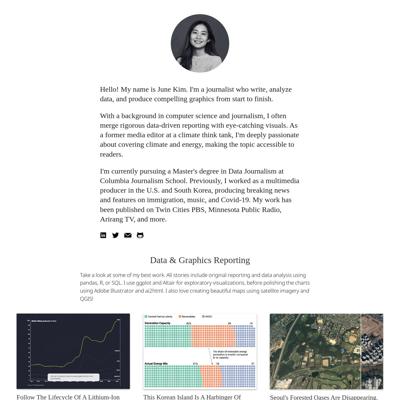 Hello! My name is June Kim. I'm a journalist who write, analyze
data, and produce compelling graphics from start to finish.
With a background in computer science and journalism, I often
merge rigorous data-driven reporting with eye-catching visuals. As
a former media editor at a climate think tank, I'm deeply passionate
about covering climate and energy, making the topic accessible to
readers.
I'm currently pursuing a Master's degree in Data Journalism at
Columbia Journalism School. Previously, I worked as a multimedia
producer in the U.S. and South Korea, producing breaking news
and features on immigration, music, and Covid-19. My work has
been published on Twin Cities PBS, Minnesota Public Radio,
Arirang TV, and more.
Data & Graphics Reporting
Take a look at some of my best work. All stories include original reporting and data analysis using
pandas, R, or SQL. I use ggplot and Altair for exploratory visualizations, before polishing the charts
using Adobe Illustrator and ai2html. I also love creating beautiful maps using satellite imagery and
QGIS!
Generation Capacity
Actual Energy Mix
Follow The Lifecycle Of A Lithium-Ion
This Korean Island Is A Harbinger Of
Seoul's Forested Oases Are Disappearing.